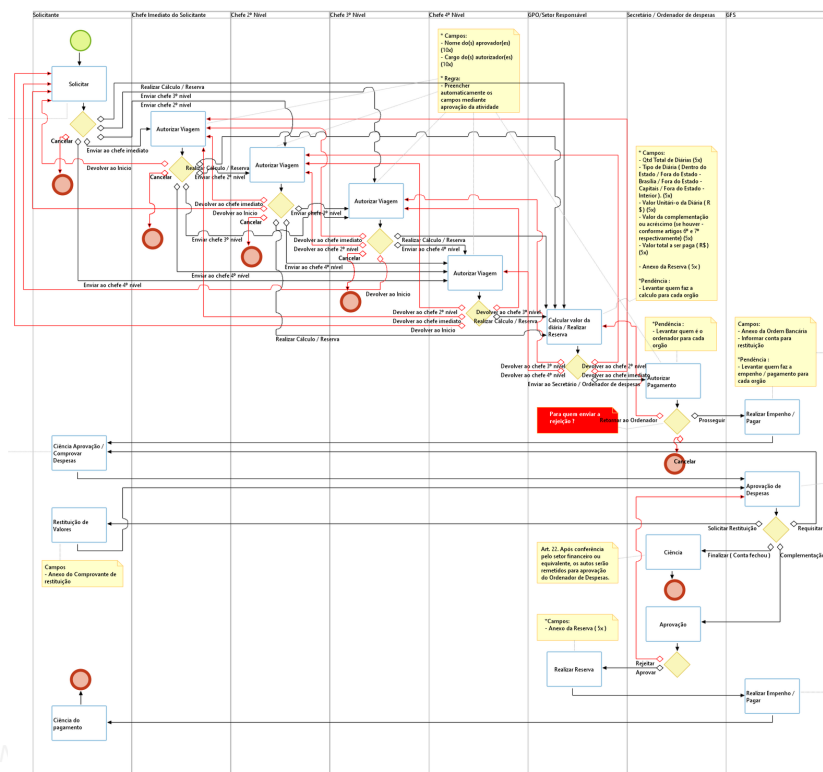 Solicitante
Chefe Imediato do Solicitante
Chefe 2º Nível
Chefe 3º Nível
Chefe 4º Nível
GPO/Setor Responsável
Secretário / Ordenador de despesas
GFS
* Campos:
- Nome do(s) aprovador(es)
(10x)
- Cargo do(s) autorizador(es)
(10x)
* Regra:
- Preencher
automaticamente os
campos mediante
aprovação da atividade
Solicitar
Realizar Cálculo / Reserva
Enviar chefe 3º nível
Enviar chefe 2º nível
Cancelar
Enviar ao chefe imediato
Devolver ao Inicio
Autorizar Viagem
Realizar Cálculo / Reserva
Cancelar
Enviar chefe 2º nível
Autorizar Viagem
Devolver ao chefe imediato
Devolver ao Inicio
Cancelar
Enviar chefe 2º nível
Autorizar Viagem
Enviar chefe 3º nível
Devolver ao chefe imediato
Devolver ao chefe 2º nível
Cancelar
Realizar Cálculo / Reserva
Enviar ao chefe 4º nível
Enviar ao chefe 4º nível
Enviar ao chefe 4º nível
Enviar ao chefe 4º nível
Devolver ao Inicio
Autorizar Viagem
Devolver ao chefe 2º nível
Devolver ao chefe 3º nível
Devolver ao chefe imediato
Realizar Cálculo / Reserva
Devolver ao Inicio
Realizar Cálculo / Reserva
* Campos:
- Qtd Total de Diárias (5x)
- Tipo de Diária ( Dentro do
Estado / Fora do Estado -
Brasília / Fora do Estado -
Capitais / Fora do Estado -
Interior ). (5x)
- Valor Unitári-o da Diária ( R
$ ) (5x)
- Valor da complementação
ou acréscimo (se houver -
conforme artigos 6º e 7º
respectivamente) (5x)
- Valor total a ser paga ( R$ )
(5x)
- Anexo da Reserva ( 5x )
*Pendência :
- Levantar quem faz a
calculo para cada orgão
Calcular valor da
diária / Realizar
Reserva
Devolver ao chefe 3º nível
Devolver ao chefe 2º nível
Devolver ao chefe 4º nível
Devolver ao chefe imediato
Enviar ao Secretário / Ordenador de despesas
*Pendência :
- Levantar quem é o
ordenador para cada
orgão
Campos:
- Anexo da Ordem Bancária
- Informar conta para
restituição
*Pendência :
- Levantar quem faz a
empenho / pagamento para
cada orgão
Autorizar
Pagamento
Para quem enviar a
rejeição ?
ao Ordenador
Prosseguir
Cancelar
Realizar Empenho /
Pagar
Ciência Aprovação /
Comprovar
Despesas
Aprovação de
Despesas
Restituição de
Valores
Solicitar Restituição
Requisitar
Finalizar ( Conta fechou )
Complementação
Campos
- Anexo do Comprovante de
restituição
Art. 22. Após conferência
pelo setor financeiro ou
equivalente, os autos serão
remetidos para aprovação
do Ordenador de Despesas.
Ciência
*Campos:
- Anexo da Reserva ( 5x )
Aprovação
Rejeitar
Aprovar
Realizar Reserva
Realizar Empenho /
Pagar
Ciência do
pagamento